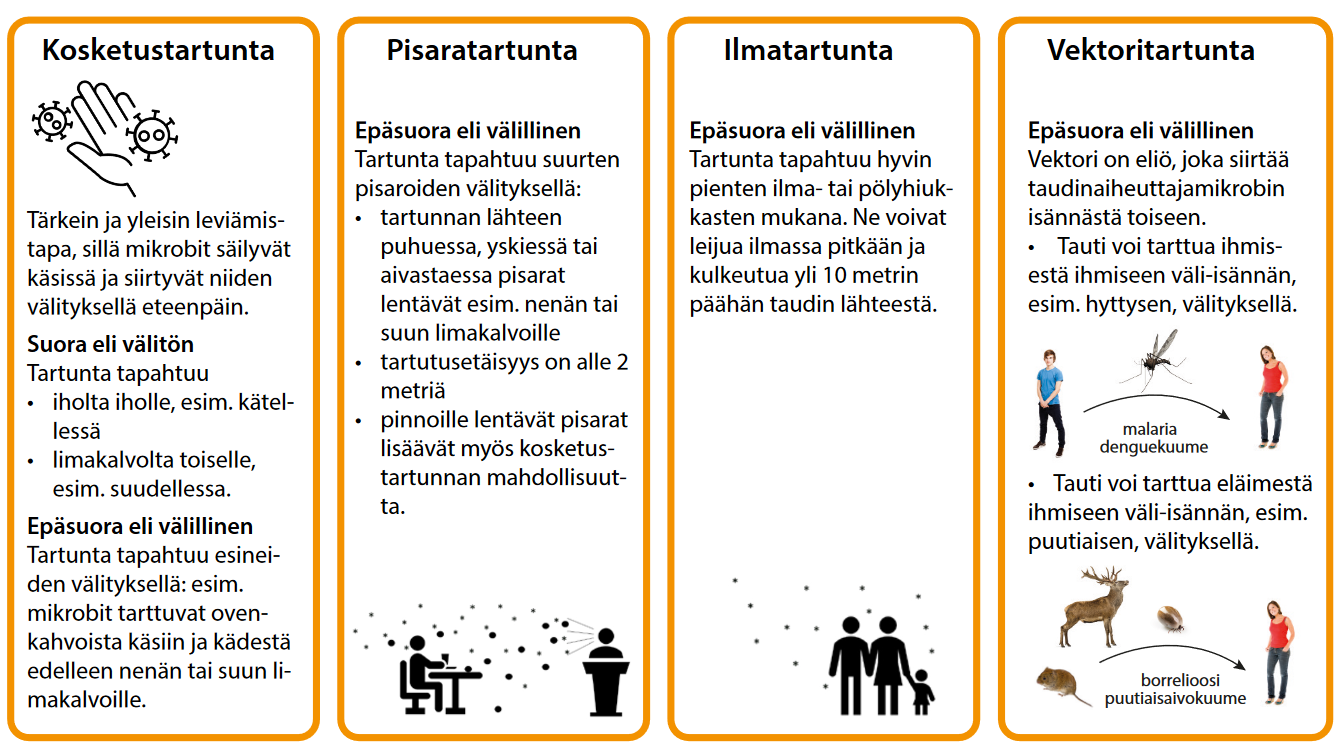 Kosketustartunta
Tärkein ja yleisin leviämis-
tapa, sillä mikrobit säilyvät
käsissä ja siirtyvät niiden
välityksellä eteenpäin.
Suora eli välitön
Tartunta tapahtuu
• iholta iholle, esim. kätel-
lessä
• limakalvolta toiselle,
esim. suudellessa.
Epäsuora eli välillinen
Tartunta tapahtuu esinei-
den välityksellä: esim.
mikrobit tarttuvat oven-
kahvoista käsiin ja kädestä
edelleen nenän tai suun li-
makalvoille.
Pisaratartunta
Epäsuora eli välillinen
Tartunta tapahtuu suurten
pisaroiden välityksellä:
• tartunnan lähteen
puhuessa, yskiessä tai
aivastaessa pisarat
lentävät esim. nenän tai
suun limakalvoille
• tartutusetäisyys on alle 2
metriä
• pinnoille lentävät pisarat
lisäävät myös kosketus-
tartunnan mahdollisuut-
ta.
Ilmatartunta
Epäsuora eli välillinen
Tartunta tapahtuu hyvin
pienten ilma- tai pölyhiuk-
kasten mukana. Ne voivat
leijua ilmassa pitkään ja
kulkeutua yli 10 metrin
päähän taudin lähteestä.
Vektoritartunta
Epäsuora eli välillinen
Vektori on eliö, joka siirtää
taudinaiheuttajamikrobin
isännästä toiseen.
• Tauti voi tarttua ihmi-
sestä ihmiseen väli-isännän,
esim. hyttysen, välityksellä.
malaria
denguekuume
• Tauti voi tarttua eläimestä
ihmiseen väli-isännän, esim.
puutiaisen, välityksellä.
borrelioosi
puutiaisaivokuume